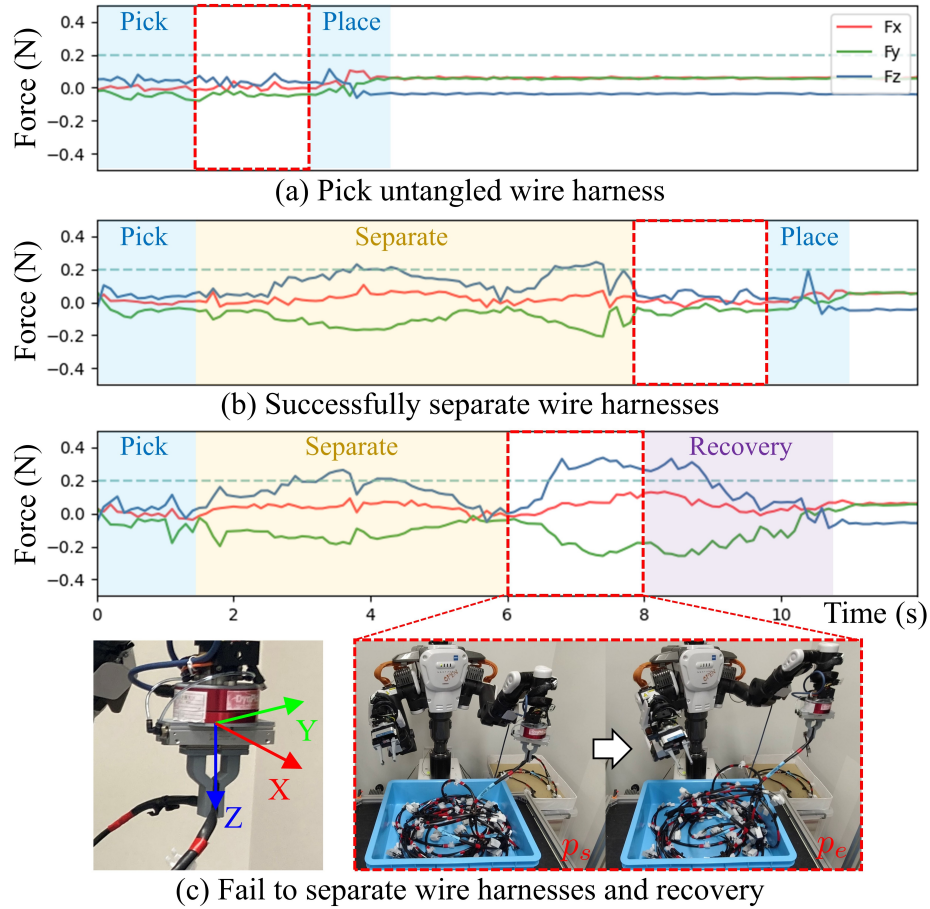 Force (N)
0.4
0.2
0.0
−0.2
−0.4
Pick
Place
Fx
Fy
Fz
(a) Pick untangled wire harness
Force (N)
0.4
0.2
0.0
−0.2
−0.4
Pick
Separate
Place
(b) Successfully separate wire harnesses
Force (N)
0.4
0.2
0.0
−0.2
−0.4
Pick
Separate
Recovery
0
2
4
6
8
10
Time (s)
Y
X
Z
ps
pe
(c) Fail to separate wire harnesses and recovery